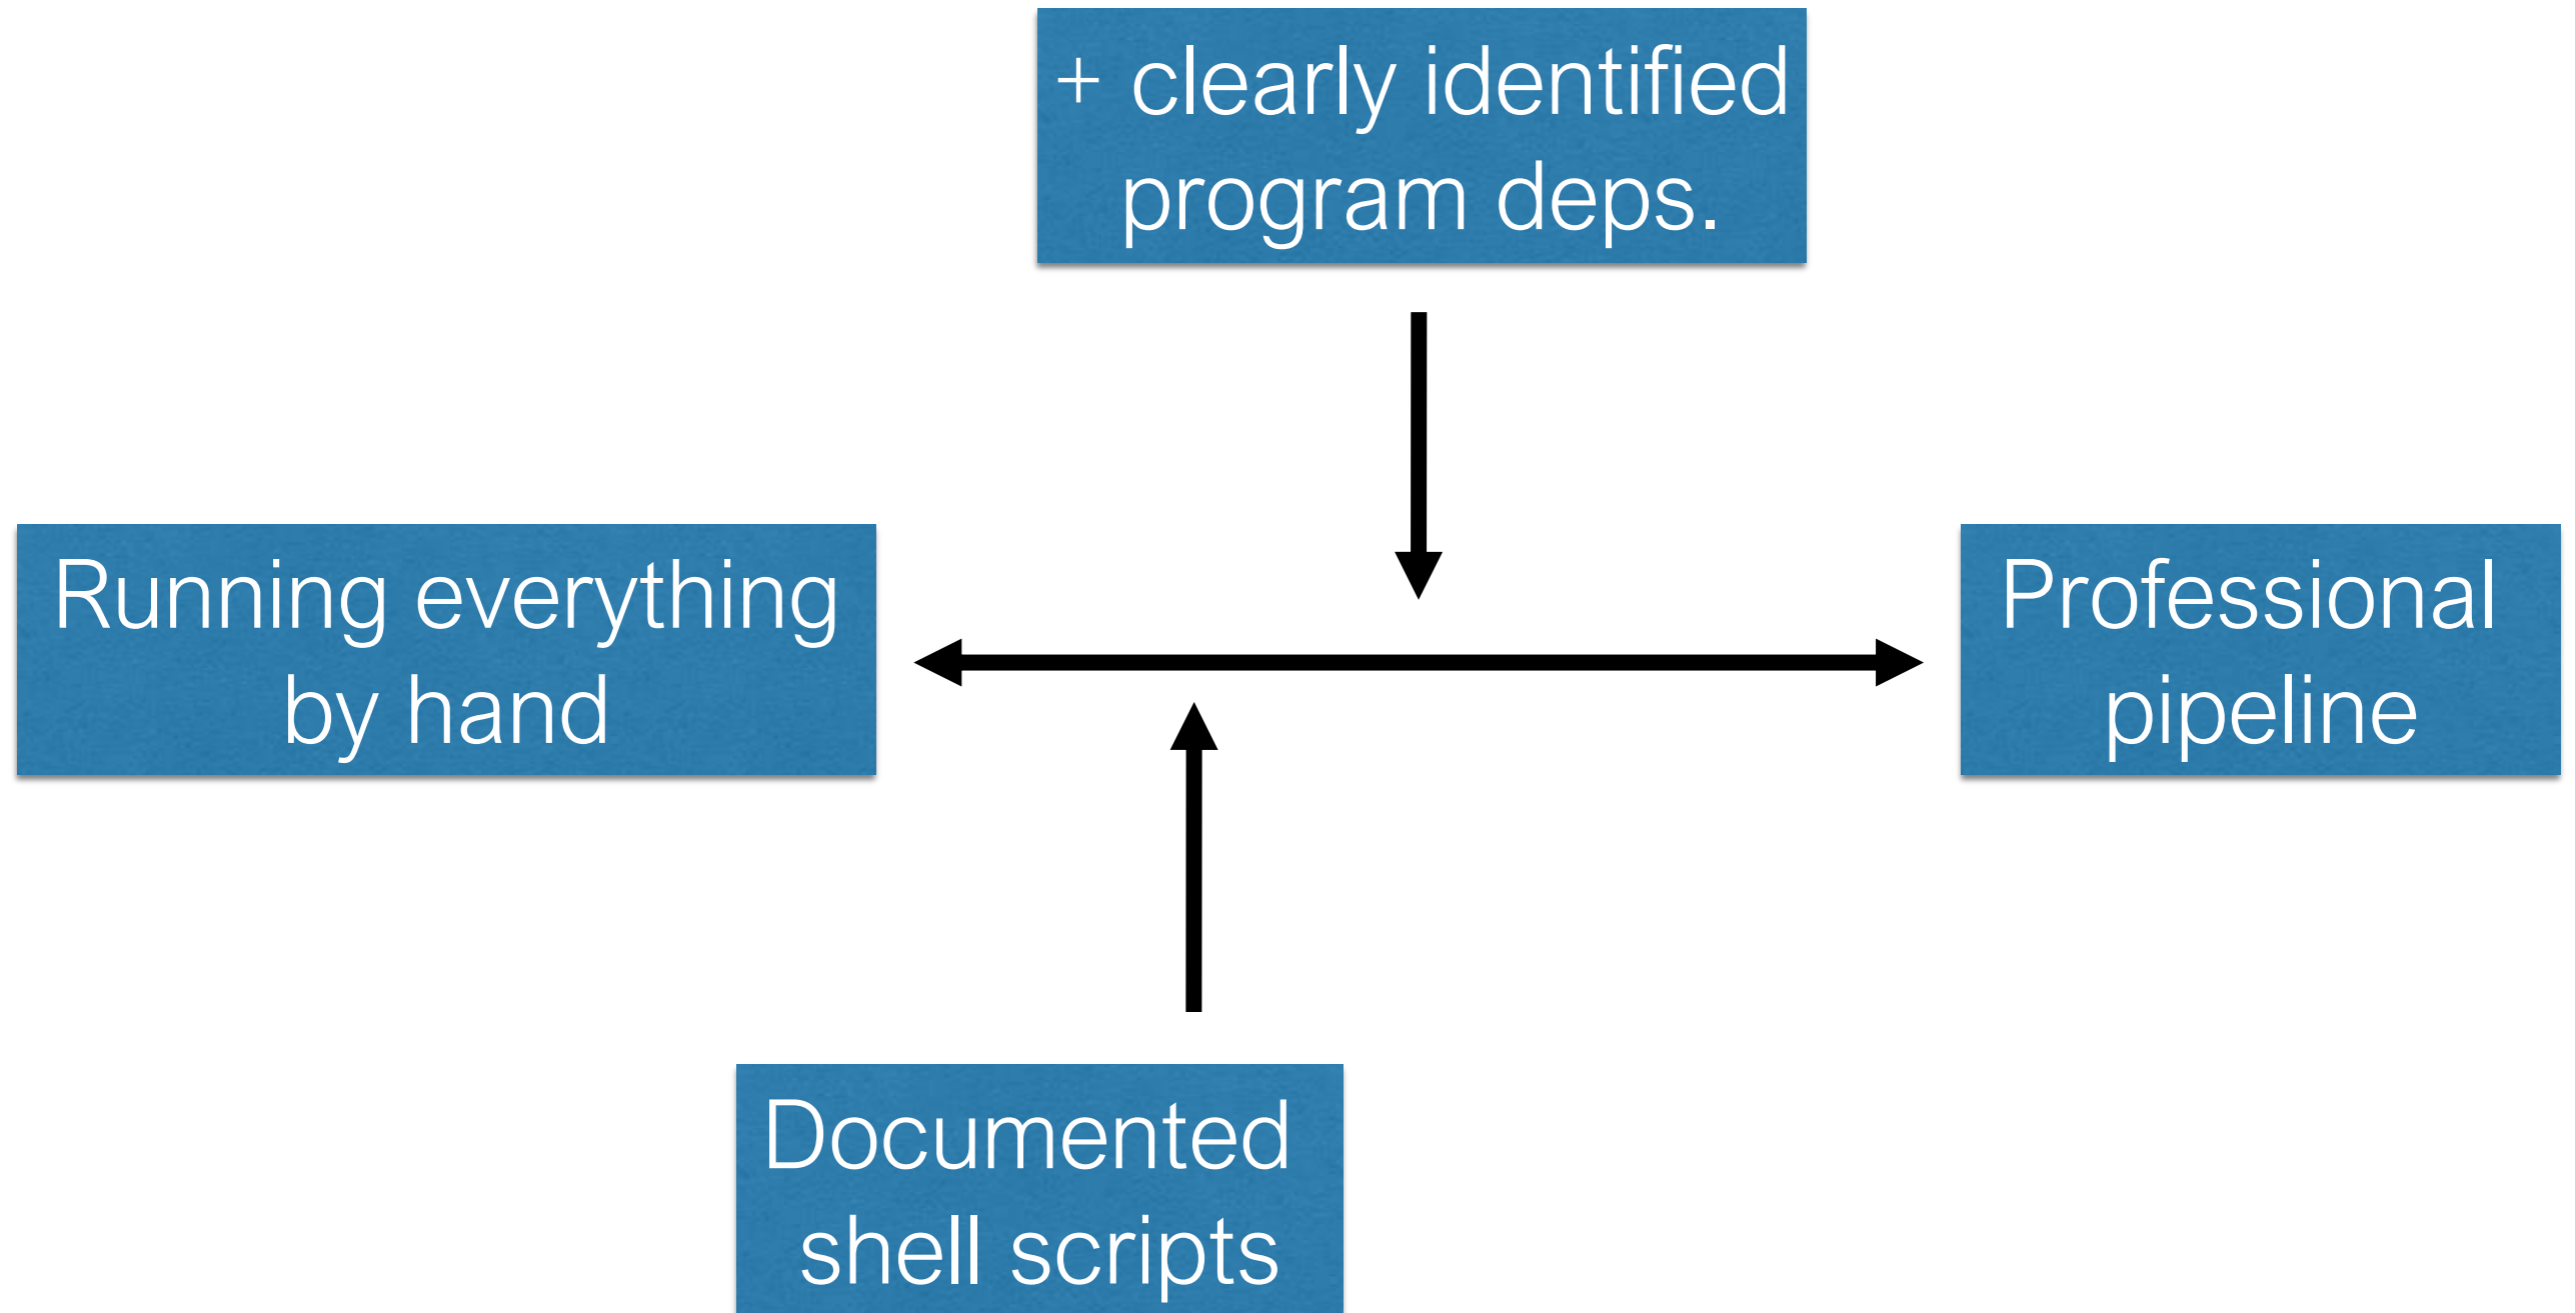 + clearly identified
program deps.
Running everything
by hand
Professional
pipeline
Documented
shell scripts